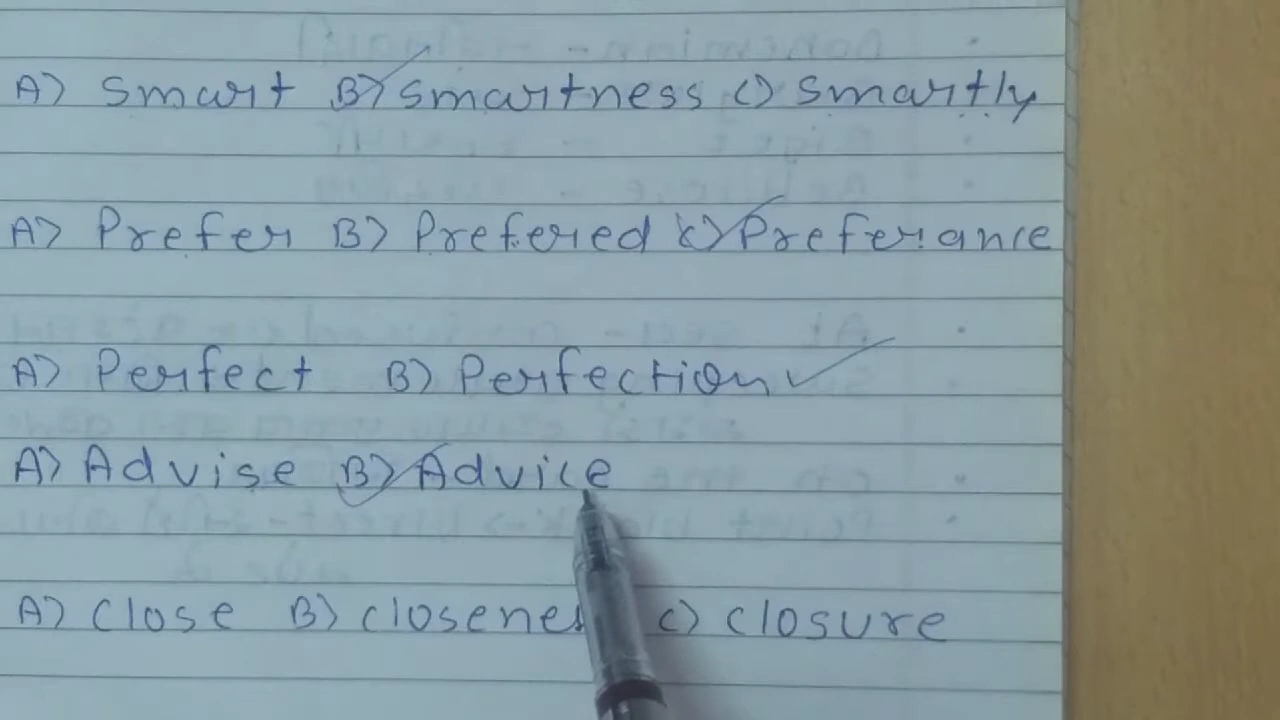 A) Smart B) Smartness C) Smartly
A) Prefer B) Prefered C) Preferance
A) Perfect B) Perfection
A) Advise B) Advice
A) Close B) C) Closure